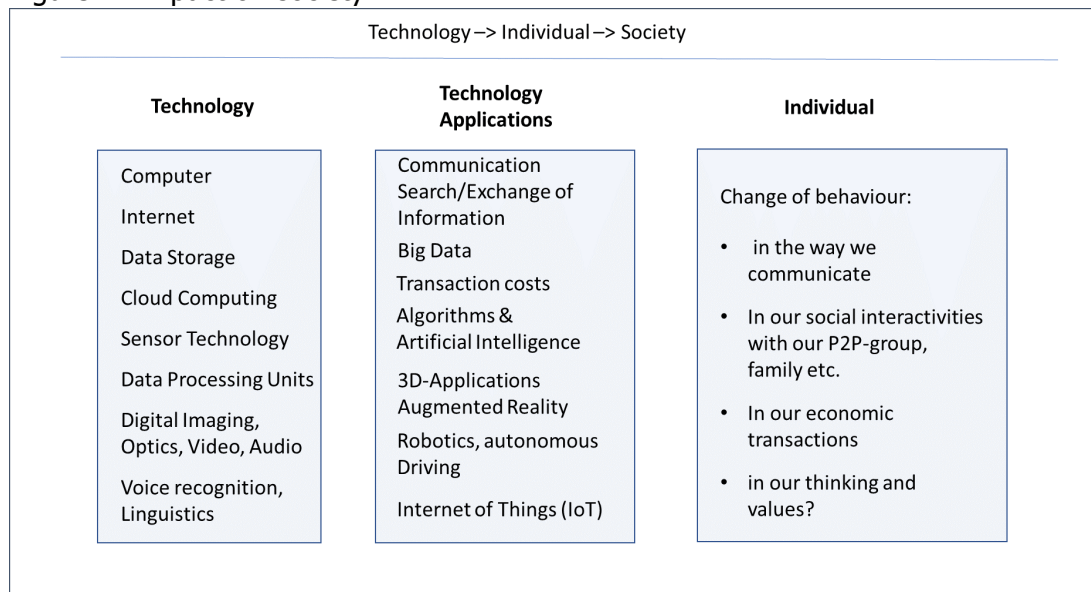 Society
Technology –> Individual –> Society
Technology
Computer
Internet
Data Storage
Cloud Computing
Sensor Technology
Data Processing Units
Digital Imaging,
Optics, Video, Audio
Voice recognition,
Linguistics
Technology
Applications
Communication
Search/Exchange of
Information
Big Data
Transaction costs
Algorithms &
Artificial Intelligence
3D-Applications
Augmented Reality
Robotics, autonomous
Driving
Internet of Things (IoT)
Individual
Change of behaviour:
• in the way we
communicate
• In our social interactivities
with our P2P-group,
family etc.
• In our economic
transactions
• in our thinking and
values?